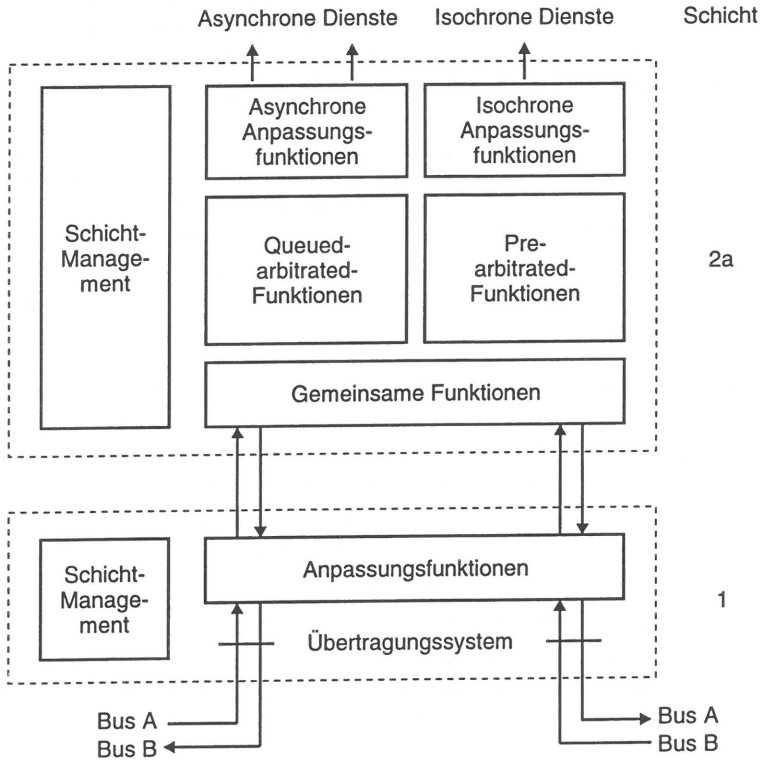 Asynchrone Dienste
Isochrone Dienste
Schicht
Asynchrone
Anpassungs-
funktionen
Isochrone
Anpassungs-
funktionen
Schicht-
Manage-
ment
Queued-
arbitrated-
Funktionen
Pre-
arbitrated-
Funktionen
2a
Gemeinsame Funktionen
Schicht-
Manage-
ment
Anpassungsfunktionen
1
Übertragungssystem
Bus A
Bus B
Bus A
Bus B